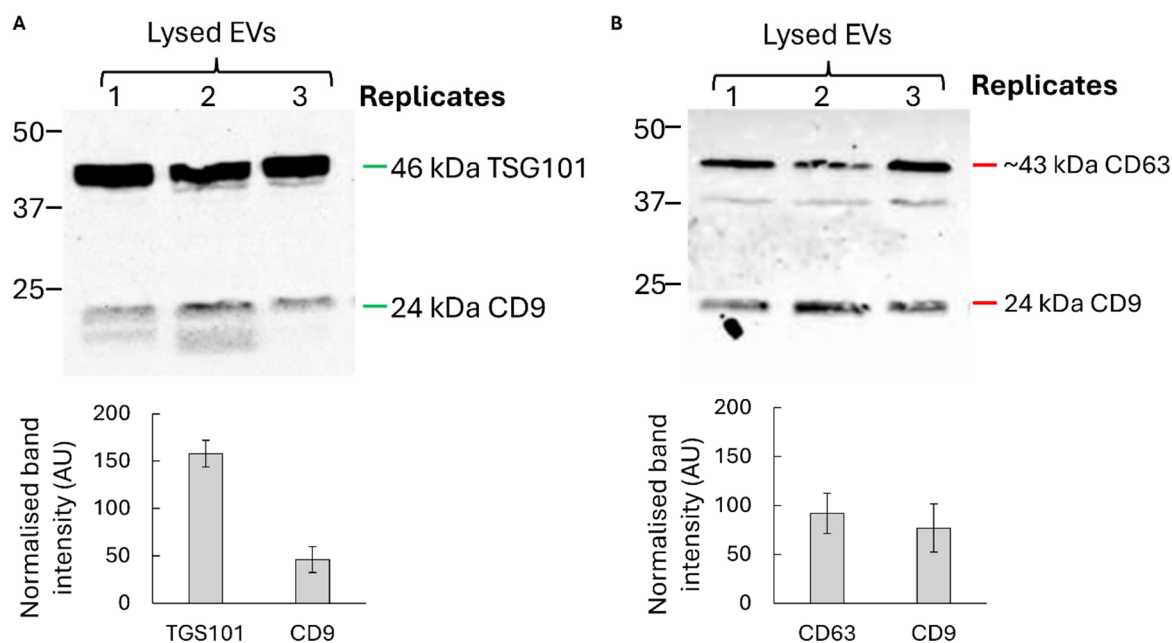 A
Lysed EVs
1 2 3 Replicates
50
46 kDa TSG101
37
25
24 kDa CD9
Normalised band
intensity (AU)
200
150
100
50
0
TGS101 CD9
B
Lysed EVs
1 2 3 Replicates
50
~43 kDa CD63
37
25
24 kDa CD9
Normalised band
intensity (AU)
200
150
100
50
0
CD63 CD9